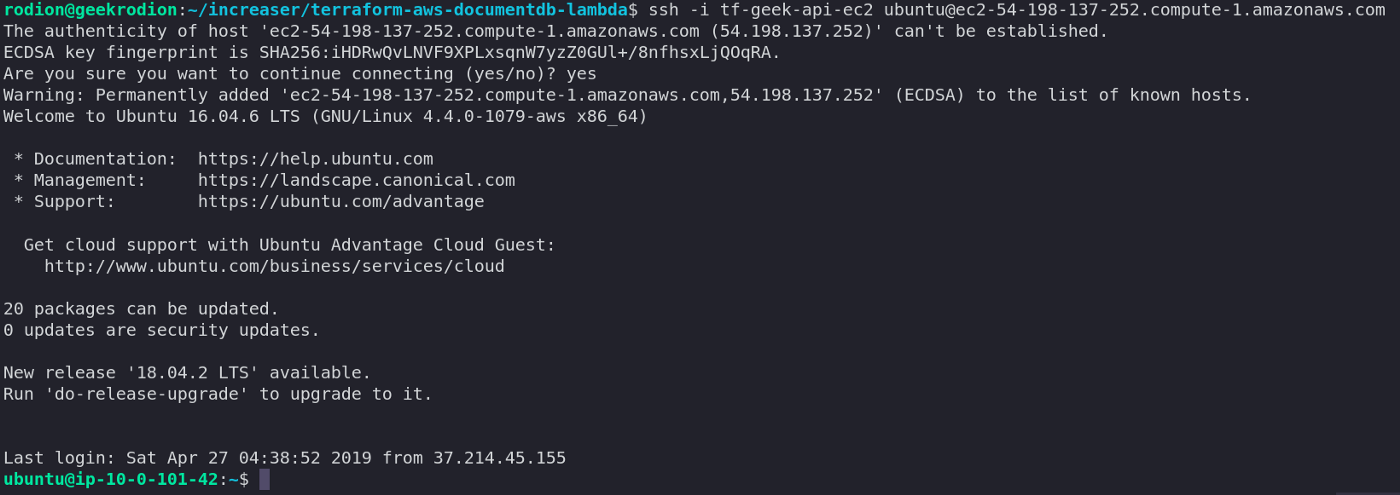 rodion@geekrodion:~/increaser/terraform-aws-documentdb-lambda$ ssh -i tf-geek-api-ec2 ubuntu@ec2-54-198-137-252.compute-1.amazonaws.com
The authenticity of host 'ec2-54-198-137-252.compute-1.amazonaws.com (54.198.137.252)' can't be established.
ECDSA key fingerprint is SHA256:iHDRwQvLNVF9XPLxsqnW7yzZ0GUl+/8nfhsxLjQOqRA.
Are you sure you want to continue connecting (yes/no)? yes
Warning: Permanently added 'ec2-54-198-137-252.compute-1.amazonaws.com,54.198.137.252' (ECDSA) to the list of known hosts.
Welcome to Ubuntu 16.04.6 LTS (GNU/Linux 4.4.0-1079-aws x86_64)
* Documentation:  https://help.ubuntu.com
* Management:     https://landscape.canonical.com
* Support:        https://ubuntu.com/advantage
Get cloud support with Ubuntu Advantage Cloud Guest:
http://www.ubuntu.com/business/services/cloud
20 packages can be updated.
0 updates are security updates.
New release '18.04.2 LTS' available.
Run 'do-release-upgrade' to upgrade to it.
Last login: Sat Apr 27 04:38:52 2019 from 37.214.45.155
ubuntu@ip-10-0-101-42:~$